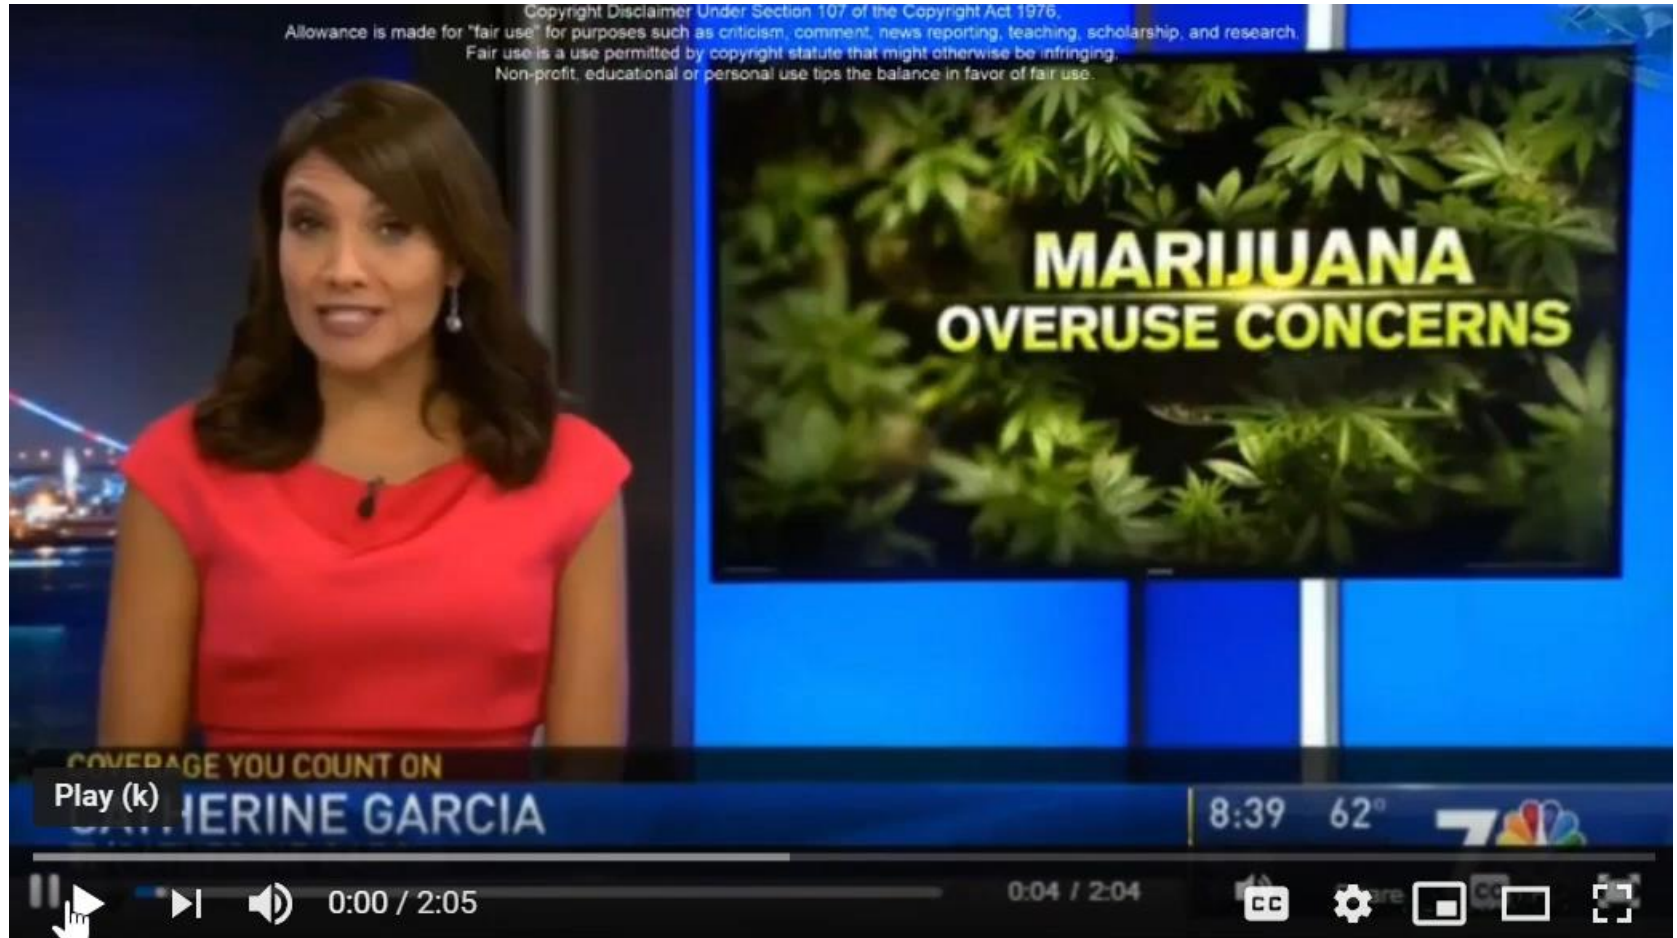 Copyright Disclaimer Under Section 107 of the Copyright Act 1976,
Allowance is made for "fair use" for purposes such as criticism, comment, news reporting, teaching, scholarship, and research.
Fair use is a use permitted by copyright statute that might otherwise be infringing.
Non-profit, educational or personal use tips the balance in favor of fair use.
MARIJUANA
OVERUSE CONCERNS
COVERAGE YOU COUNT ON
Play (k)
CATHERINE GARCIA
8:39 62°
7
0:00 / 2:05
0:04 / 2:04
CC
CC